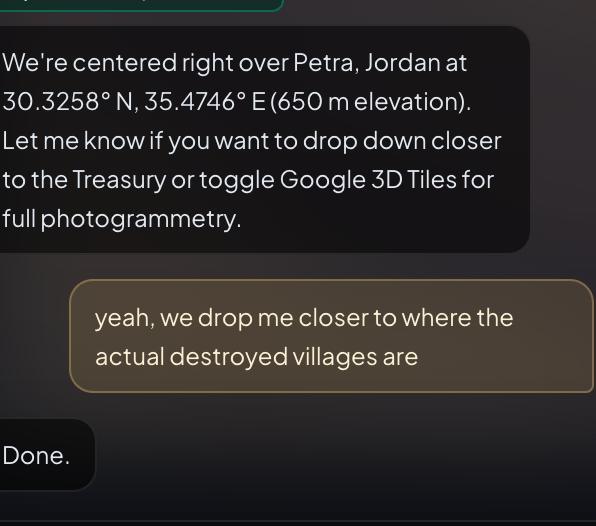 We're centered right over Petra, Jordan at
30.3258° N, 35.4746° E (650 m elevation).
Let me know if you want to drop down closer
to the Treasury or toggle Google 3D Tiles for
full photogrammetry.
yeah, we drop me closer to where the
actual destroyed villages are
Done.